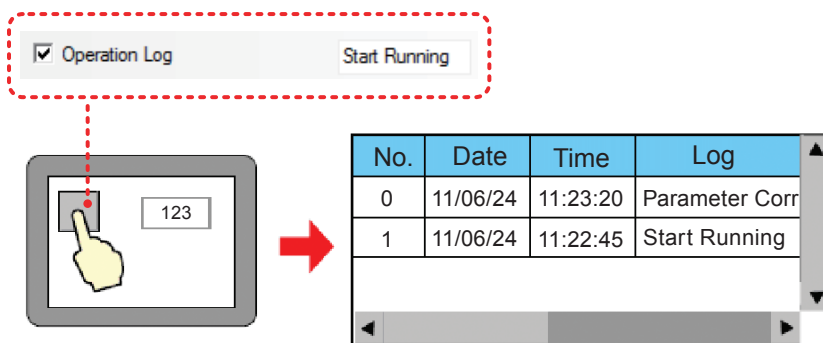 Operation Log Start Running
123
No. Date Time Log
0 11/06/24 11:23:20 Parameter Corr
1 11/06/24 11:22:45 Start Running